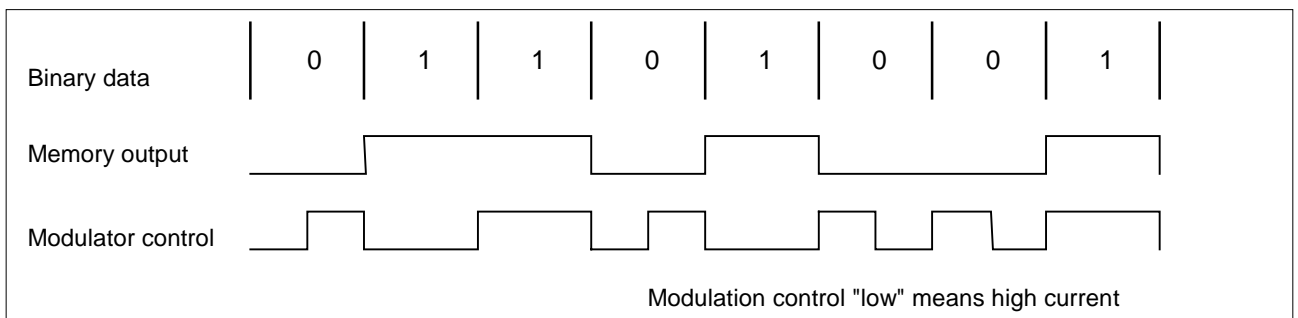 Binary data 0 1 1 0 1 0 0 1
Memory output
Modulator control
Modulation control "low" means high current